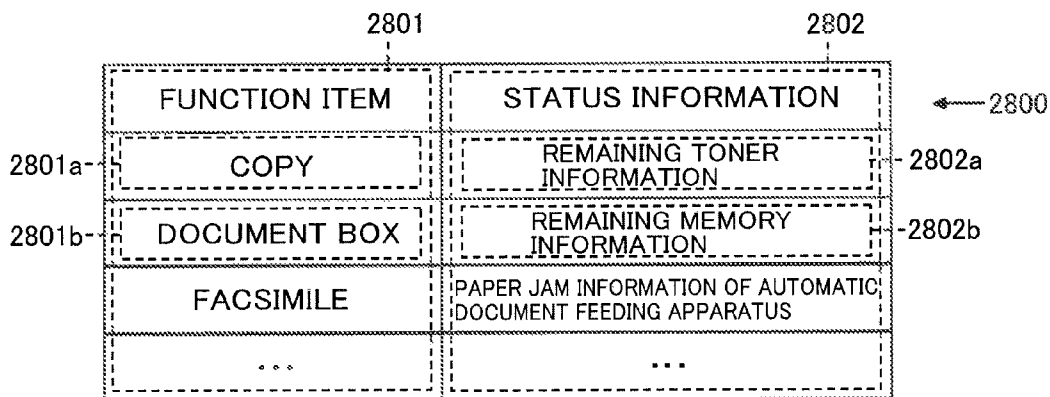 2801 2802
FUNCTION ITEM STATUS INFORMATION
2800
2801a COPY REMAINING TONER INFORMATION 2802a
2801b DOCUMENT BOX REMAINING MEMORY INFORMATION 2802b
FACSIMILE PAPER JAM INFORMATION OF AUTOMATIC DOCUMENT FEEDING APPARATUS
... ...